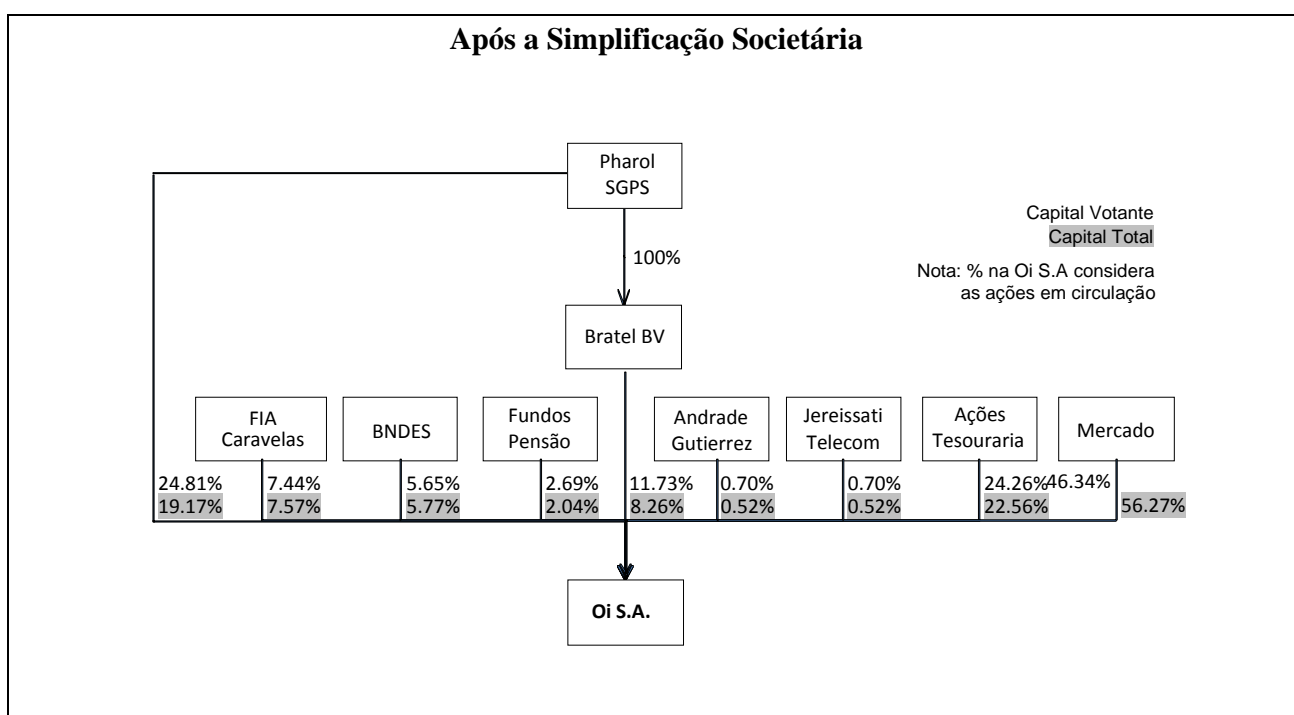 Após a Simplificação Societária
Pharol
SGPS
Capital Votante
Capital Total
100%
Nota: % na Oi S.A considera
as ações em circulação
Bratel BV
FIA
Caravelas
BNDES
Fundos
Pensão
Andrade
Gutierrez
Jereissati
Telecom
Ações
Tesouraria
Mercado
24.81% 7.44% 5.65% 2.69% 11.73% 0.70% 0.70% 24.26% 46.34%
19.17% 7.57% 5.77% 2.04% 8.26% 0.52% 0.52% 22.56% 56.27%
Oi S.A.